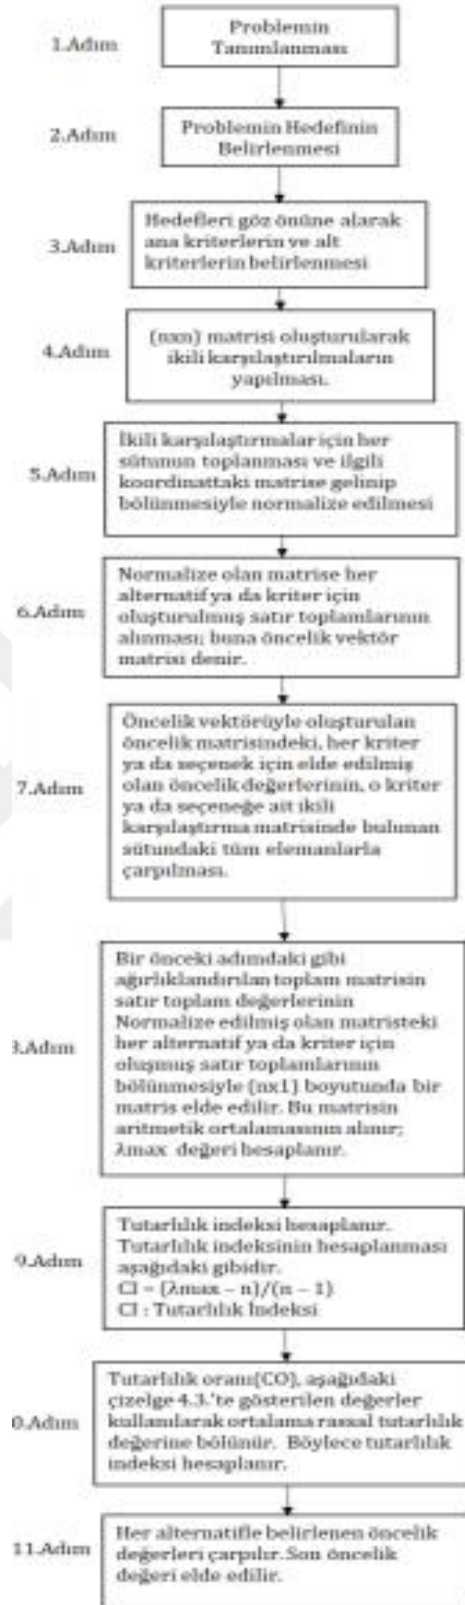 1.Adım
Problemin
Tanımlanması
2.Adım
Problemin Hedefinin
Belirlenmesi
3.Adım
Hedefleri göz önüne alarak
ana kriterlerin ve alt
kriterlerin belirlenmesi
4.Adım
(nxn) matrisi oluşturularak
ikili karşılaştırılmaların
yapılması.
5.Adım
İkili karşılaştırmalar için her
sütunun toplanması ve ilgili
koordinattaki matrise gelinip
bölünmesiyle normalize edilmesi
6.Adım
Normalize olan matrise her
alternatif ya da kriter için
oluşturulmuş satır toplamlarının
alınması; buna öncelik vektör
matrisi denir.
7.Adım
Öncelik vektörüyle oluşturulan
öncelik matrisindeki, her kriter
ya da seçenek için elde edilmiş
olan öncelik değerlerinin, o kriter
ya da seçeneğe ait ikili
karşılaştırma matrisinde bulunan
sütundaki tüm elemanlarla
çarpılması.
3.Adım
Bir önceki adımdaki gibi
ağırlıklandırılan toplam matrisin
satır toplam değerlerinin
Normalize edilmiş olan matristeki
her alternatif ya da kriter için
oluşmuş satır toplamlarının
bölünmesiyle (nx1) boyutunda bir
matris elde edilir. Bu matrisin
aritmetik ortalamasının alınır;
λmax değeri hesaplanır.
9.Adım
Tutarlılık indeksi hesaplanır.
Tutarlılık indeksinin hesaplanması
aşağıdaki gibidir.
CI = (λmax – n)/(n – 1)
CI : Tutarlılık İndeksi
0.Adım
Tutarlılık oranı(CO), aşağıdaki
çizelge 4.3.'te gösterilen değerler
kullanılarak ortalama rassal tutarlılık
değerine bölünür. Böylece tutarlılık
indeksi hesaplanır.
11.Adım
Her alternatifle belirlenen öncelik
değerleri çarpılır. Son öncelik
değeri elde edilir.